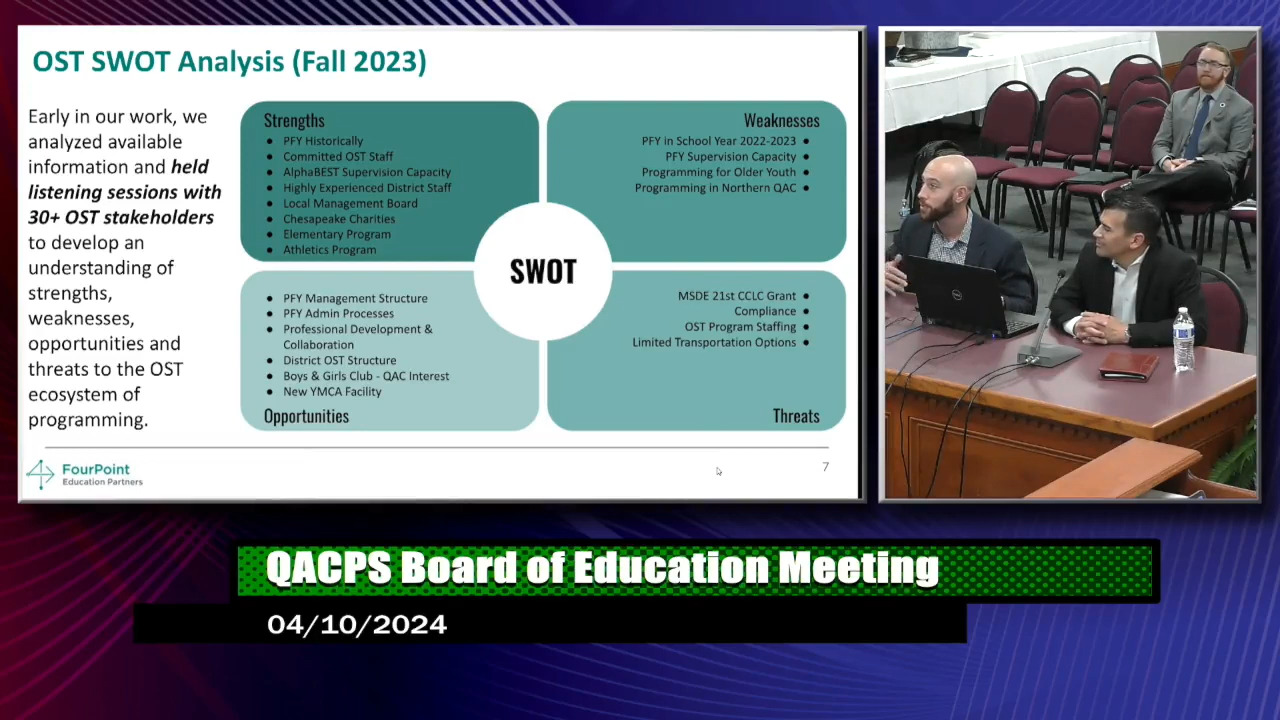 OST SWOT Analysis (Fall 2023)
Early in our work, we
analyzed available
information and held
listening sessions with
30+ OST stakeholders
to develop an
understanding of
strengths,
weaknesses,
opportunities and
threats to the OST
ecosystem of
programming.
Strengths
● PFY Historically
● Committed OST Staff
● AlphaBEST Supervision Capacity
● Highly Experienced District Staff
● Local Management Board
● Chesapeake Charities
● Elementary Program
● Athletics Program
Weaknesses
PFY in School Year 2022-2023 ●
PFY Supervision Capacity ●
Programming for Older Youth ●
Programming in Northern QAC ●
SWOT
● PFY Management Structure
● PFY Admin Processes
● Professional Development &
Collaboration
● District OST Structure
● Boys & Girls Club - QAC Interest
● New YMCA Facility
Opportunities
MSDE 21st CCLC Grant ●
Compliance ●
OST Program Staffing ●
Limited Transportation Options ●
Threats
FourPoint
Education Partners
7
DELL
QACPS Board of Education Meeting
04/10/2024